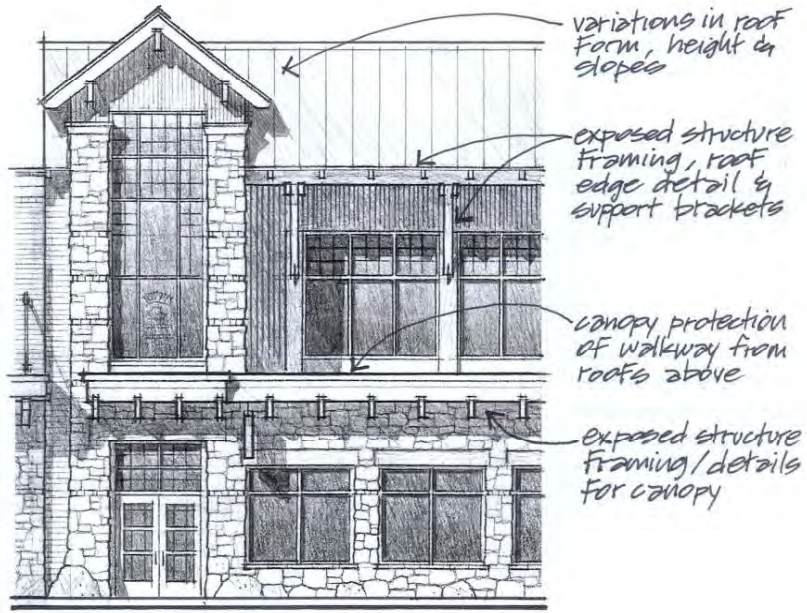 variations in roof
form, height &
slopes
exposed structure
framing, roof
edge detail &
support brackets
canopy protection
of walkway from
roofs above
exposed structure
framing/details
for canopy